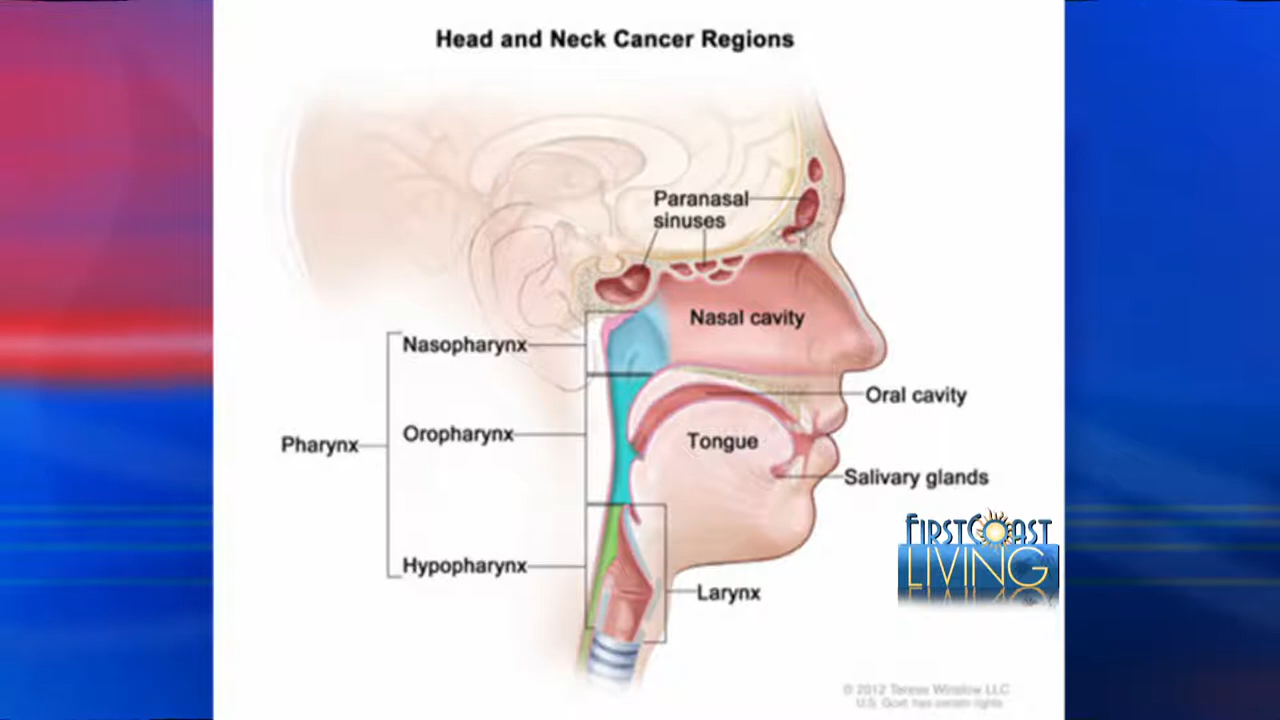 Head and Neck Cancer Regions
Paranasal
sinuses
Nasal cavity
Nasopharynx
Oral cavity
Oropharynx
Tongue
Pharynx
Salivary glands
FIRST COAST
LIVING
Hypopharynx
Larynx
© 2012 Terese Winslow LLC
U.S. Govt. has certain rights